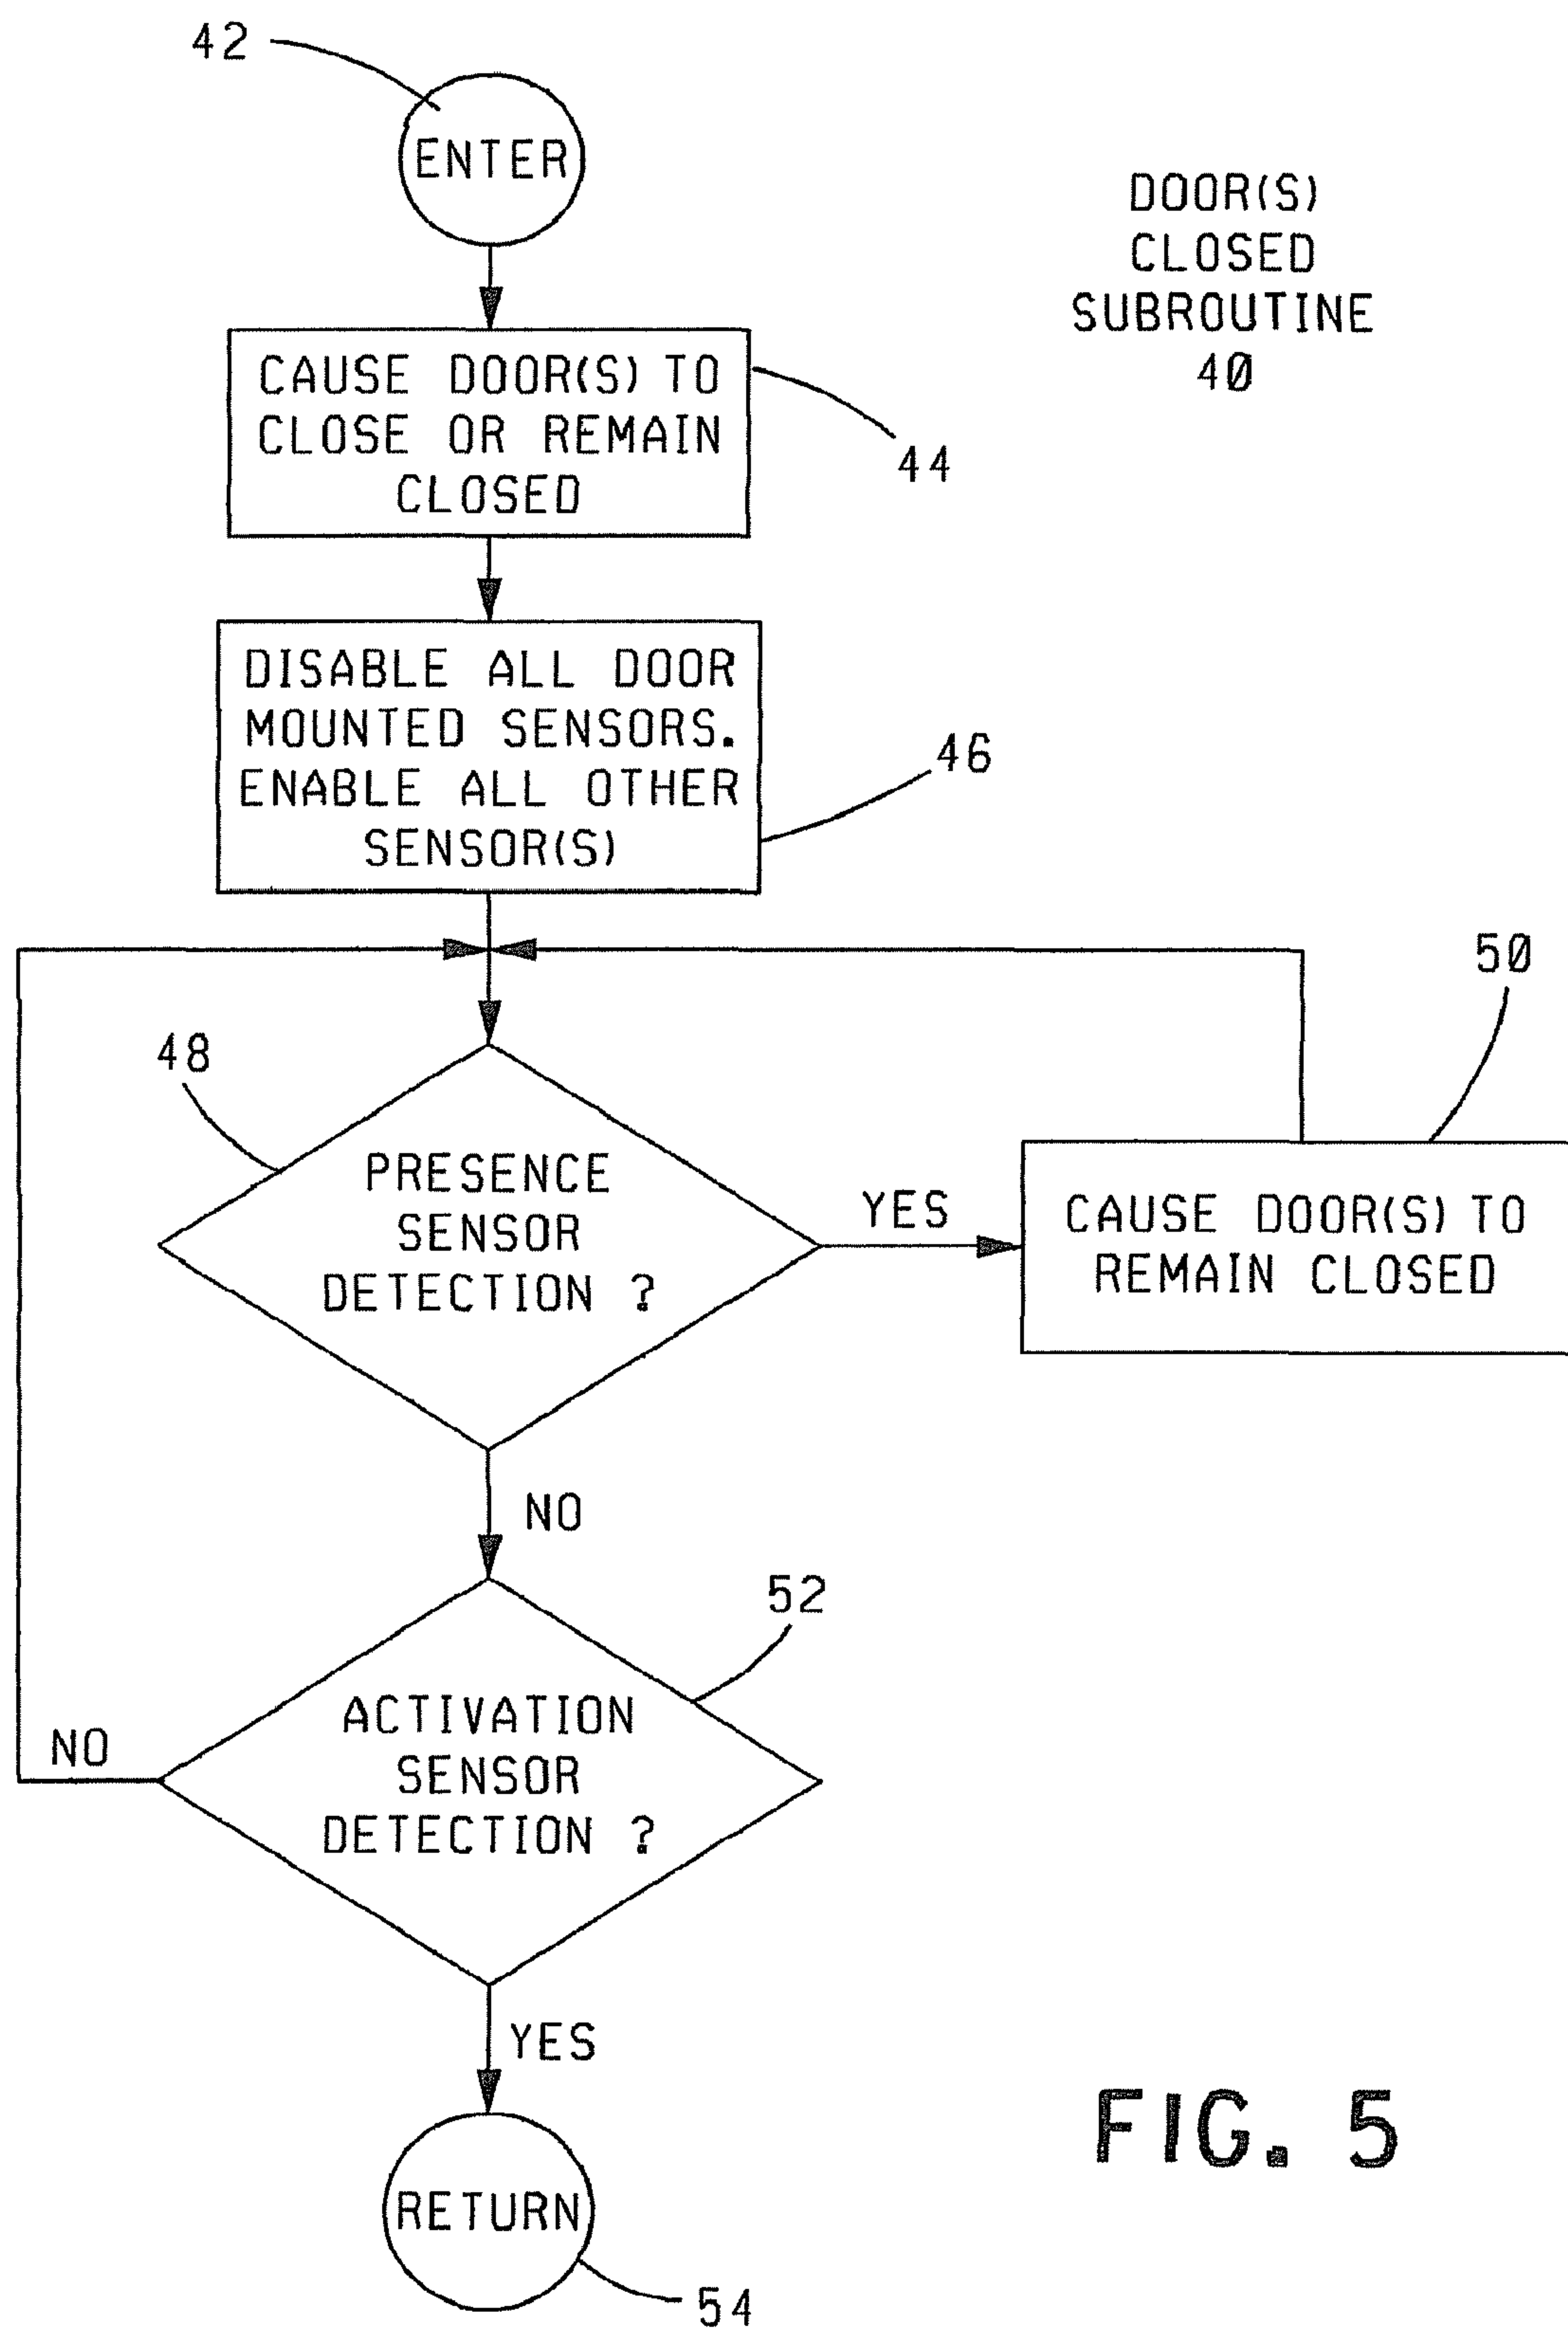 42
ENTER
DOOR(S)
CLOSED
SUBROUTINE
40
CAUSE DOOR(S) TO
CLOSE OR REMAIN
CLOSED
44
DISABLE ALL DOOR
MOUNTED SENSORS.
ENABLE ALL OTHER
SENSOR(S)
46
48
PRESENCE
SENSOR
DETECTION ?
YES
50
CAUSE DOOR(S) TO
REMAIN CLOSED
NO
52
ACTIVATION
SENSOR
DETECTION ?
NO
YES
RETURN
54
FIG. 5